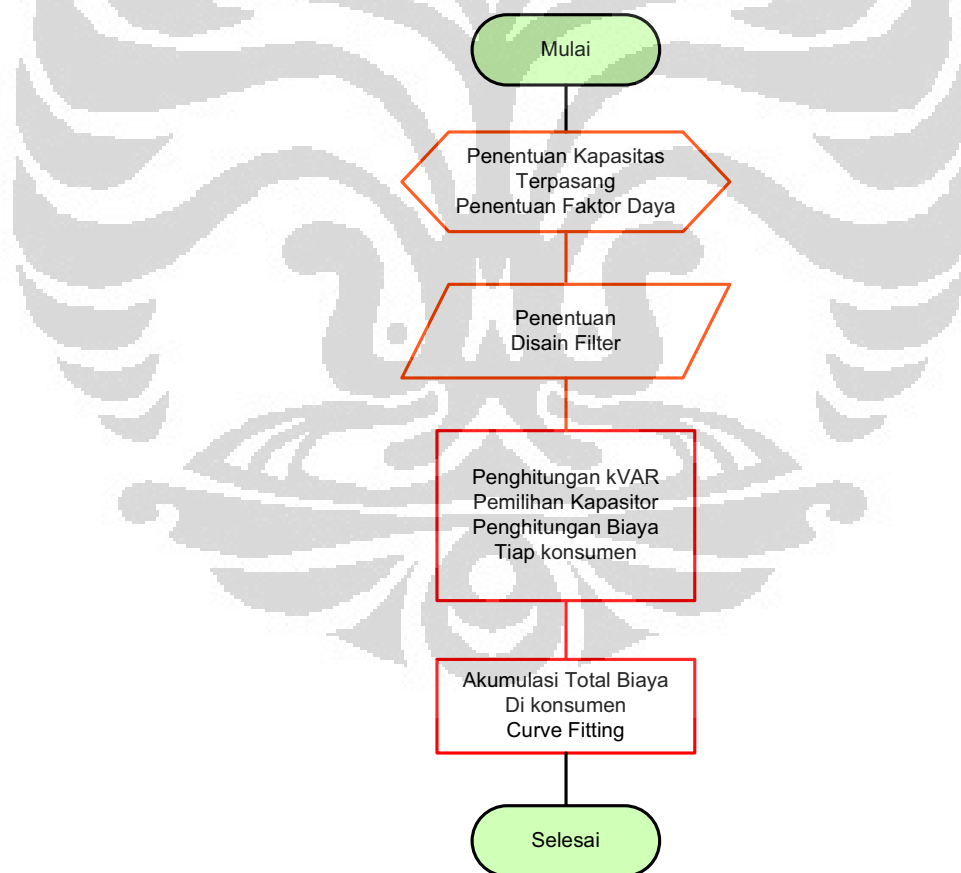 Mulai
Penentuan Kapasitas
Terpasang
Penentuan Faktor Daya
Penentuan
Disain Filter
Penghitungan kVAR
Pemilihan Kapasitor
Penghitungan Biaya
Tiap konsumen
Akumulasi Total Biaya
Di konsumen
Curve Fitting
Selesai